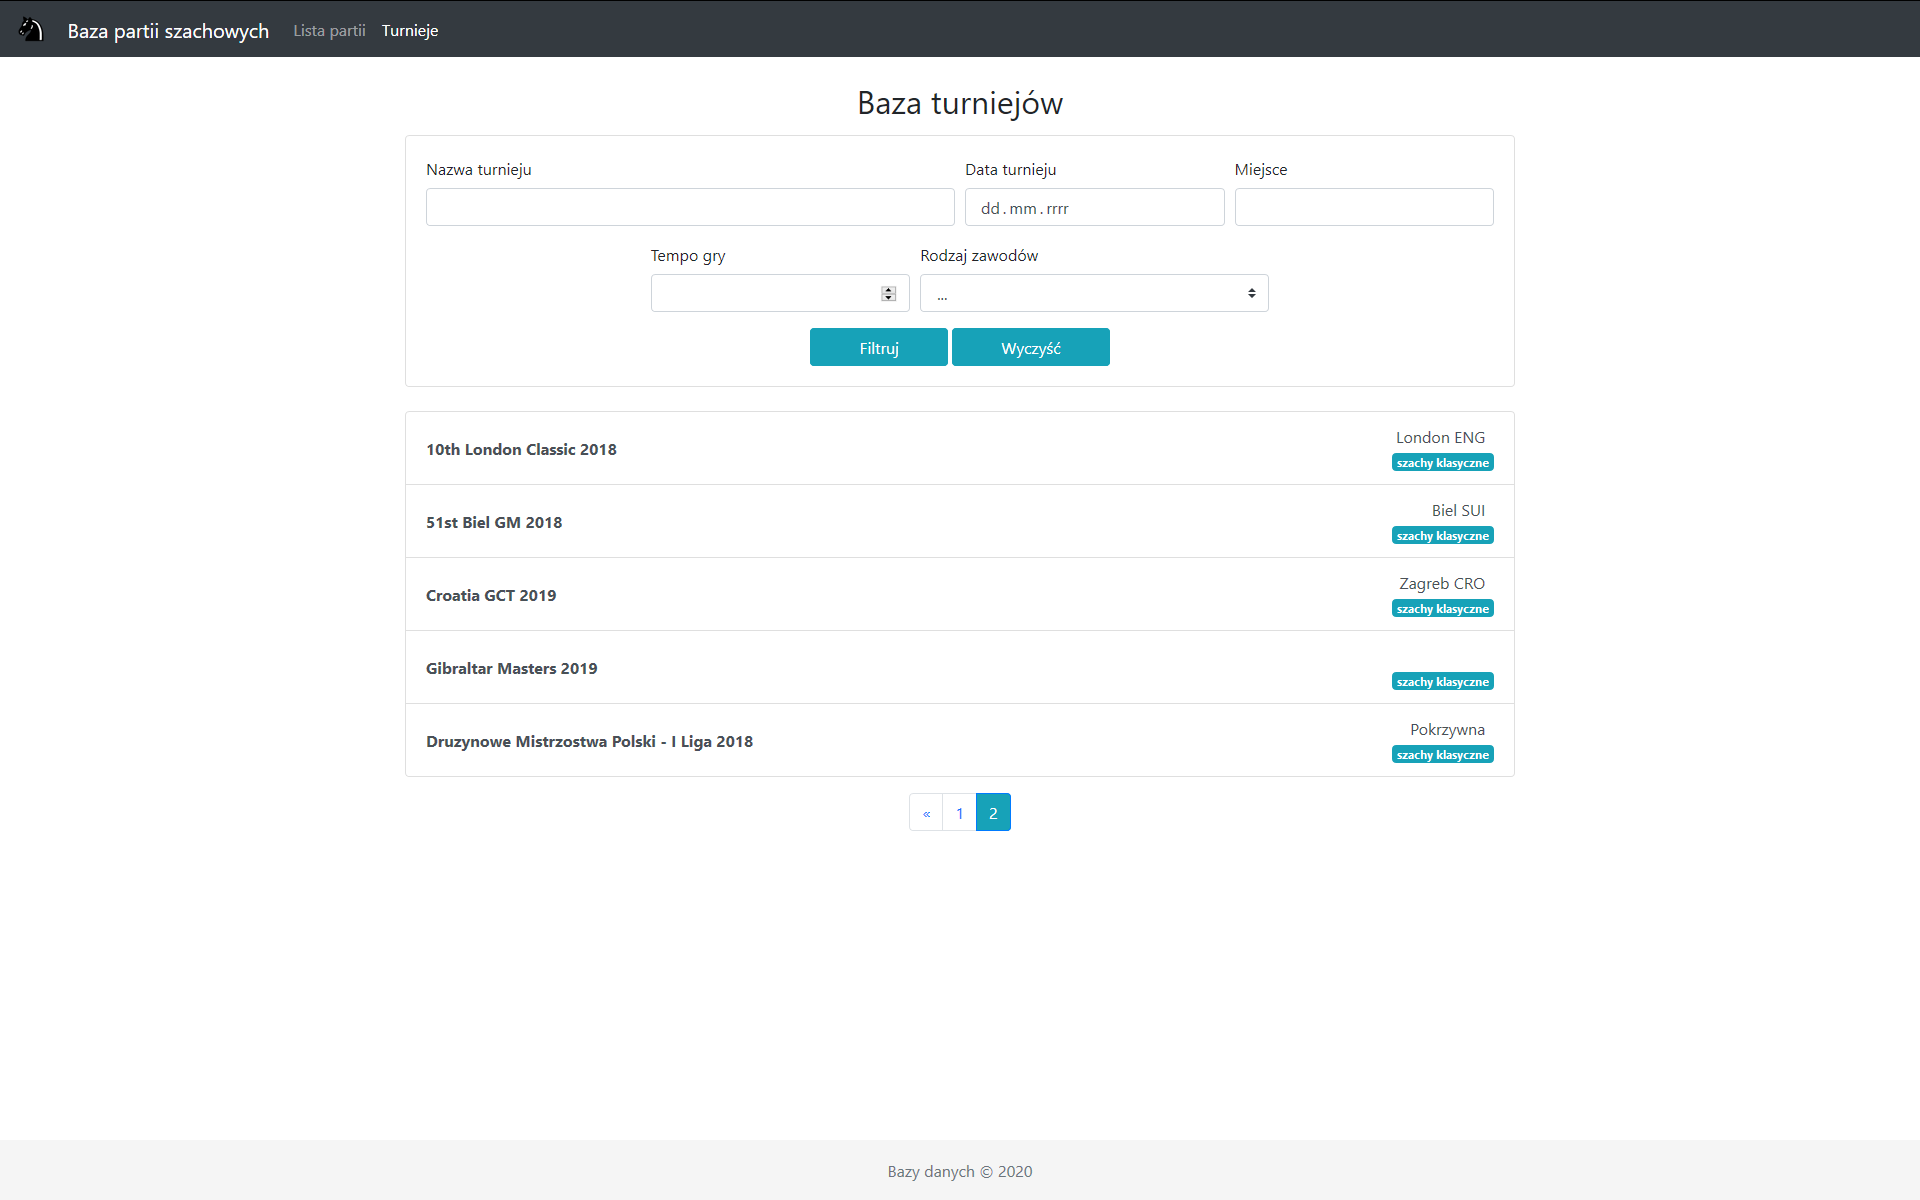 Baza partii szachowych Lista partii Turnieje
Baza turniejów
Nazwa turnieju Data turnieju Miejsce
dd.mm.rrrr
Tempo gry Rodzaj zawodów
...
Filtruj Wyczyść
10th London Classic 2018 London ENG
szachy klasyczne
51st Biel GM 2018 Biel SUI
szachy klasyczne
Croatia GCT 2019 Zagreb CRO
szachy klasyczne
Gibraltar Masters 2019
szachy klasyczne
Druzynowe Mistrzostwa Polski - I Liga 2018 Pokrzywna
szachy klasyczne
« 1 2
Bazy danych © 2020